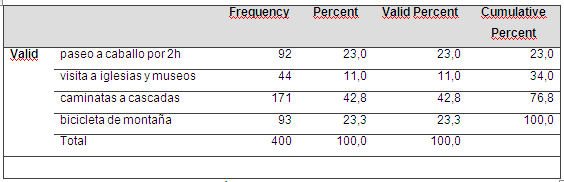 Frequency Percent Valid Percent Cumulative Percent
Valid paseo a caballo por 2h 92 23,0 23,0 23,0
visita a iglesias y museos 44 11,0 11,0 34,0
caminatas a cascadas 171 42,8 42,8 76,8
bicicleta de montaña 93 23,3 23,3 100,0
Total 400 100,0 100,0